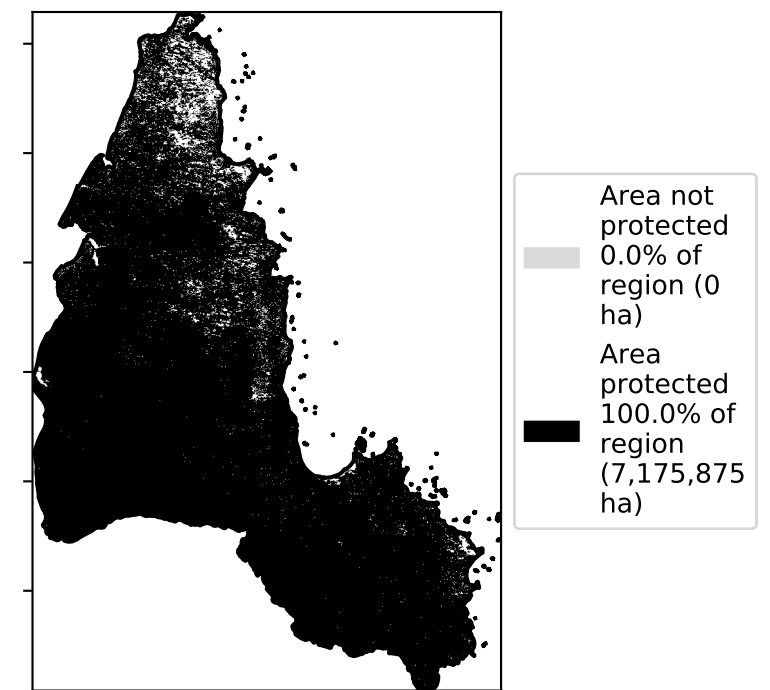 Area not
protected
0.0% of
region (0
ha)
Area
protected
100.0% of
region
(7,175,875
ha)